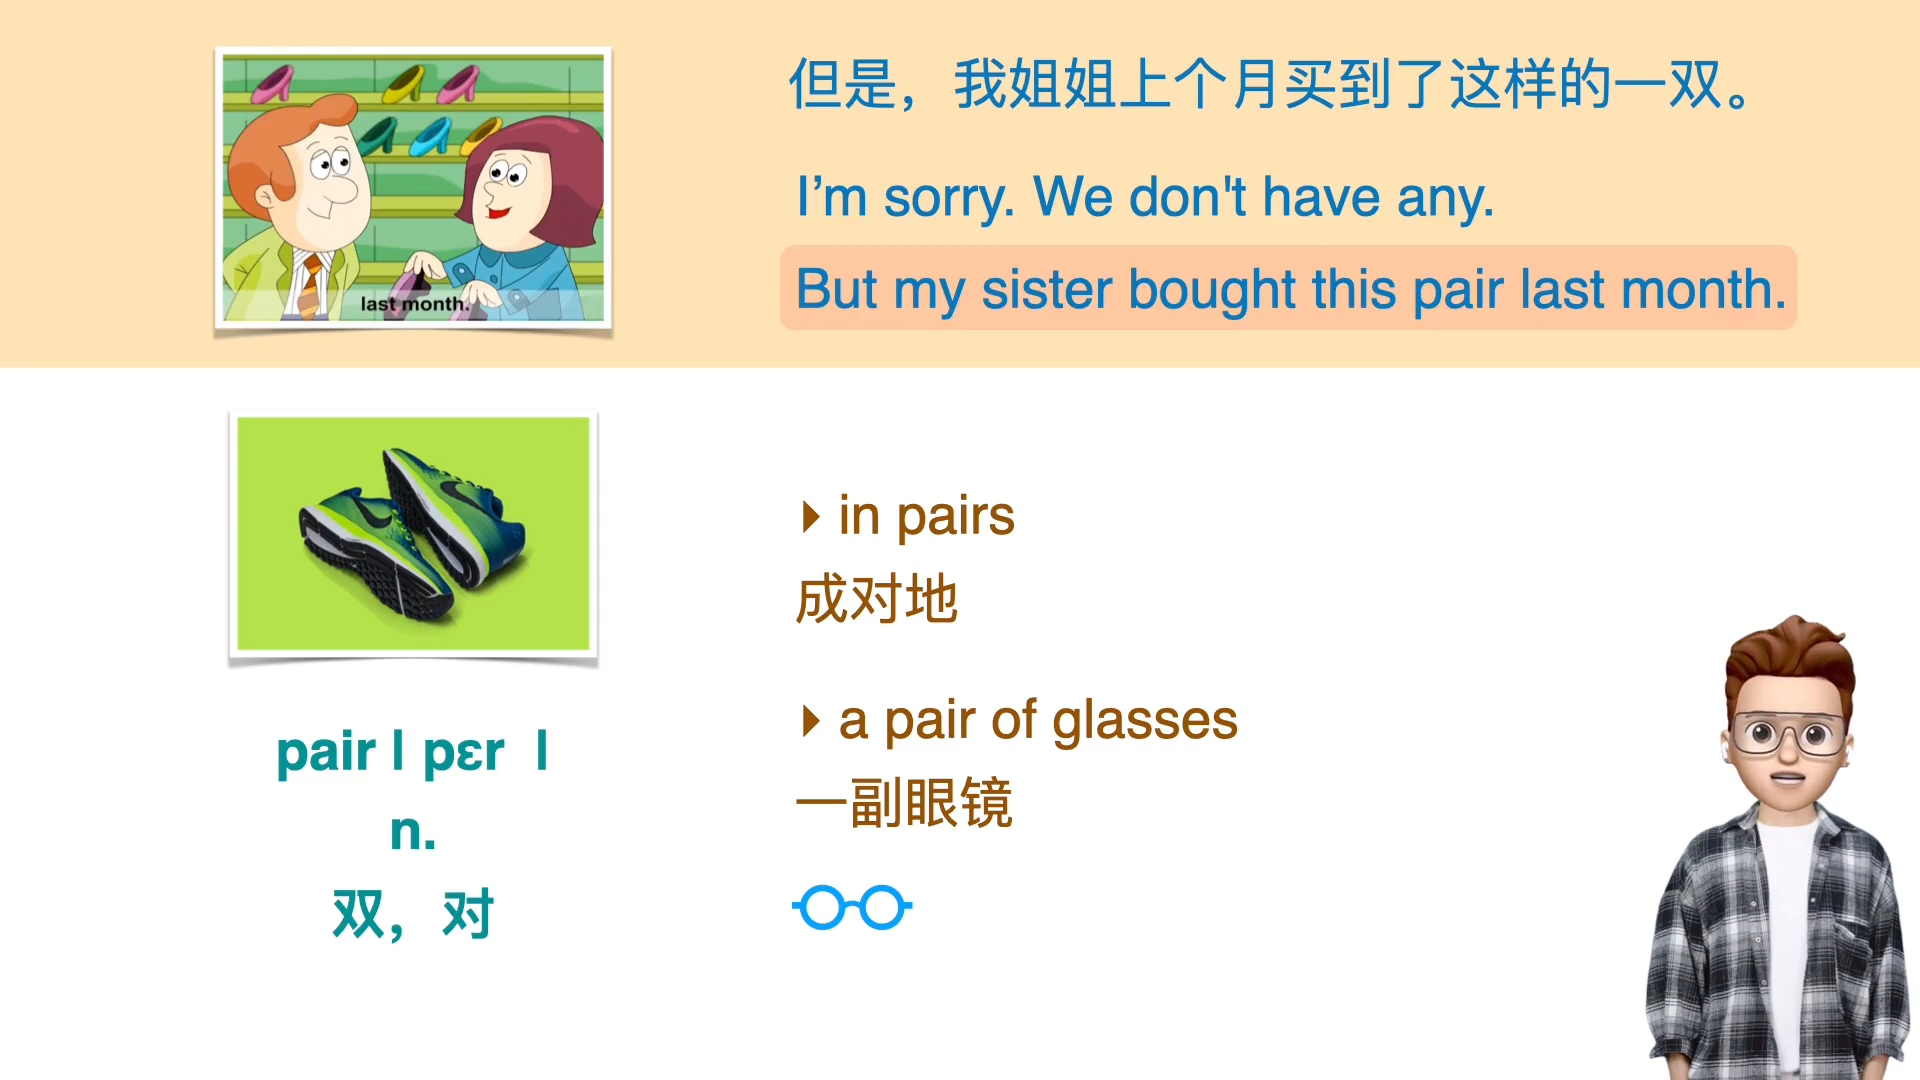 但是，我姐姐上个月买到了这样的一双。
I’m sorry. We don't have any.
But my sister bought this pair last month.
last month.
pair | pɛr |
n.
双，对
▸ in pairs
成对地
▸ a pair of glasses
一副眼镜